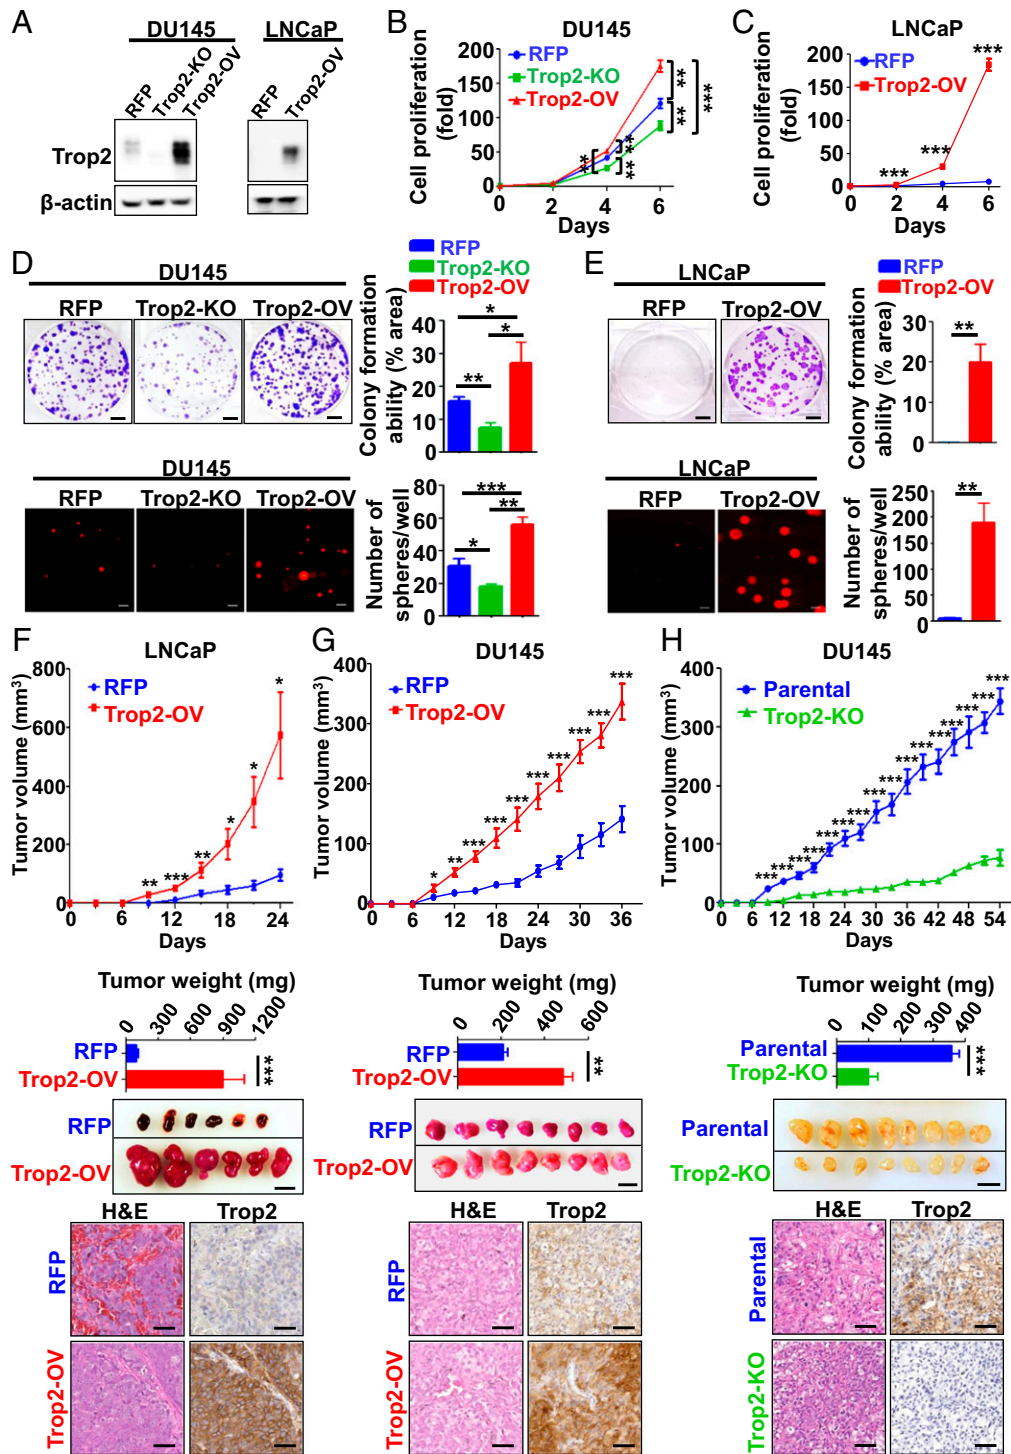 A
DU145
LNCaP
RFP
Trop2-KO
Trop2-OV
RFP
Trop2-OV
Trop2
β-actin
B
DU145
Cell proliferation
(fold)
200
150
100
50
0
RFP
Trop2-KO
Trop2-OV
**
**
***
**
**
**
0 2 4 6
Days
C
LNCaP
Cell proliferation
(fold)
200
150
100
50
0
RFP
Trop2-OV
***
***
***
0 2 4 6
Days
D
DU145
RFP Trop2-KO Trop2-OV
RFP
Trop2-KO
Trop2-OV
Colony formation
ability (% area)
40
30
20
10
0
*
*
**
DU145
RFP Trop2-KO Trop2-OV
Number of
spheres/well
80
60
40
20
0
***
**
*
E
LNCaP
RFP Trop2-OV
RFP
Trop2-OV
Colony formation
ability (% area)
30
20
10
0
**
LNCaP
RFP Trop2-OV
Number of
spheres/well
250
200
150
100
50
0
**
F
LNCaP
Tumor volume (mm³)
800
600
400
200
0
RFP
Trop2-OV
** *** ** * * *
0 6 12 18 24
Days
Tumor weight (mg)
0 300 600 900 1200
RFP
Trop2-OV
***
RFP
Trop2-OV
H&E Trop2
RFP
Trop2-OV
G
DU145
Tumor volume (mm³)
400
300
200
100
0
RFP
Trop2-OV
* ** *** *** *** *** *** *** *** ***
0 6 12 18 24 30 36
Days
Tumor weight (mg)
0 200 400 600
RFP
Trop2-OV
**
RFP
Trop2-OV
H&E Trop2
RFP
Trop2-OV
H
DU145
Tumor volume (mm³)
400
300
200
100
0
Parental
Trop2-KO
*** *** *** *** *** *** *** *** *** *** *** *** *** *** *** ***
0 6 12 18 24 30 36 42 48 54
Days
Tumor weight (mg)
0 100 200 300 400
Parental
Trop2-KO
***
Parental
Trop2-KO
H&E Trop2
Parental
Trop2-KO